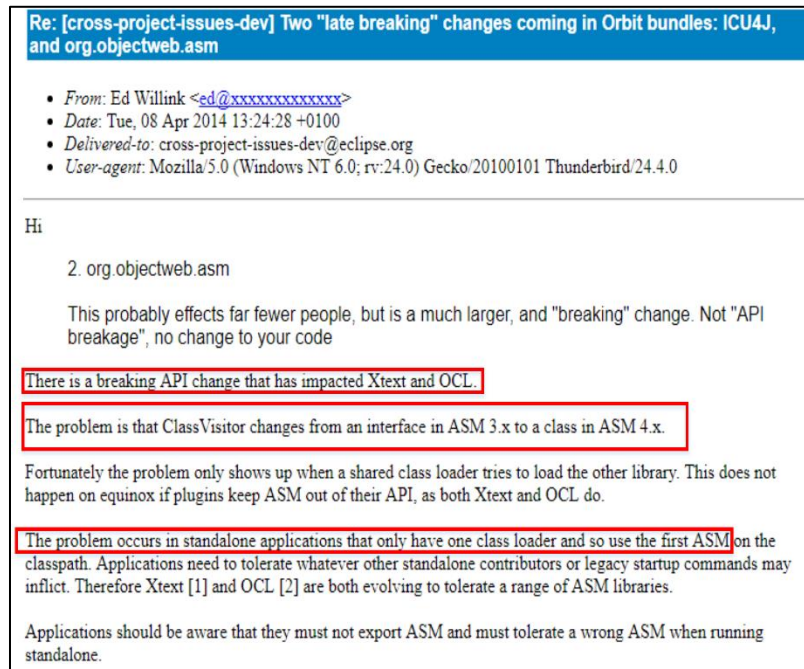 Re: [cross-project-issues-dev] Two "late breaking" changes coming in Orbit bundles: ICU4J,
and org.objectweb.asm
• From: Ed Willink <ed@xxxxxxxxxxxxx>
• Date: Tue, 08 Apr 2014 13:24:28 +0100
• Delivered-to: cross-project-issues-dev@eclipse.org
• User-agent: Mozilla/5.0 (Windows NT 6.0; rv:24.0) Gecko/20100101 Thunderbird/24.4.0
Hi
2. org.objectweb.asm
This probably effects far fewer people, but is a much larger, and "breaking" change. Not "API
breakage", no change to your code
There is a breaking API change that has impacted Xtext and OCL.
The problem is that ClassVisitor changes from an interface in ASM 3.x to a class in ASM 4.x.
Fortunately the problem only shows up when a shared class loader tries to load the other library. This does not
happen on equinox if plugins keep ASM out of their API, as both Xtext and OCL do.
The problem occurs in standalone applications that only have one class loader and so use the first ASM on the
classpath. Applications need to tolerate whatever other standalone contributors or legacy startup commands may
inflict. Therefore Xtext [1] and OCL [2] are both evolving to tolerate a range of ASM libraries.
Applications should be aware that they must not export ASM and must tolerate a wrong ASM when running
standalone.